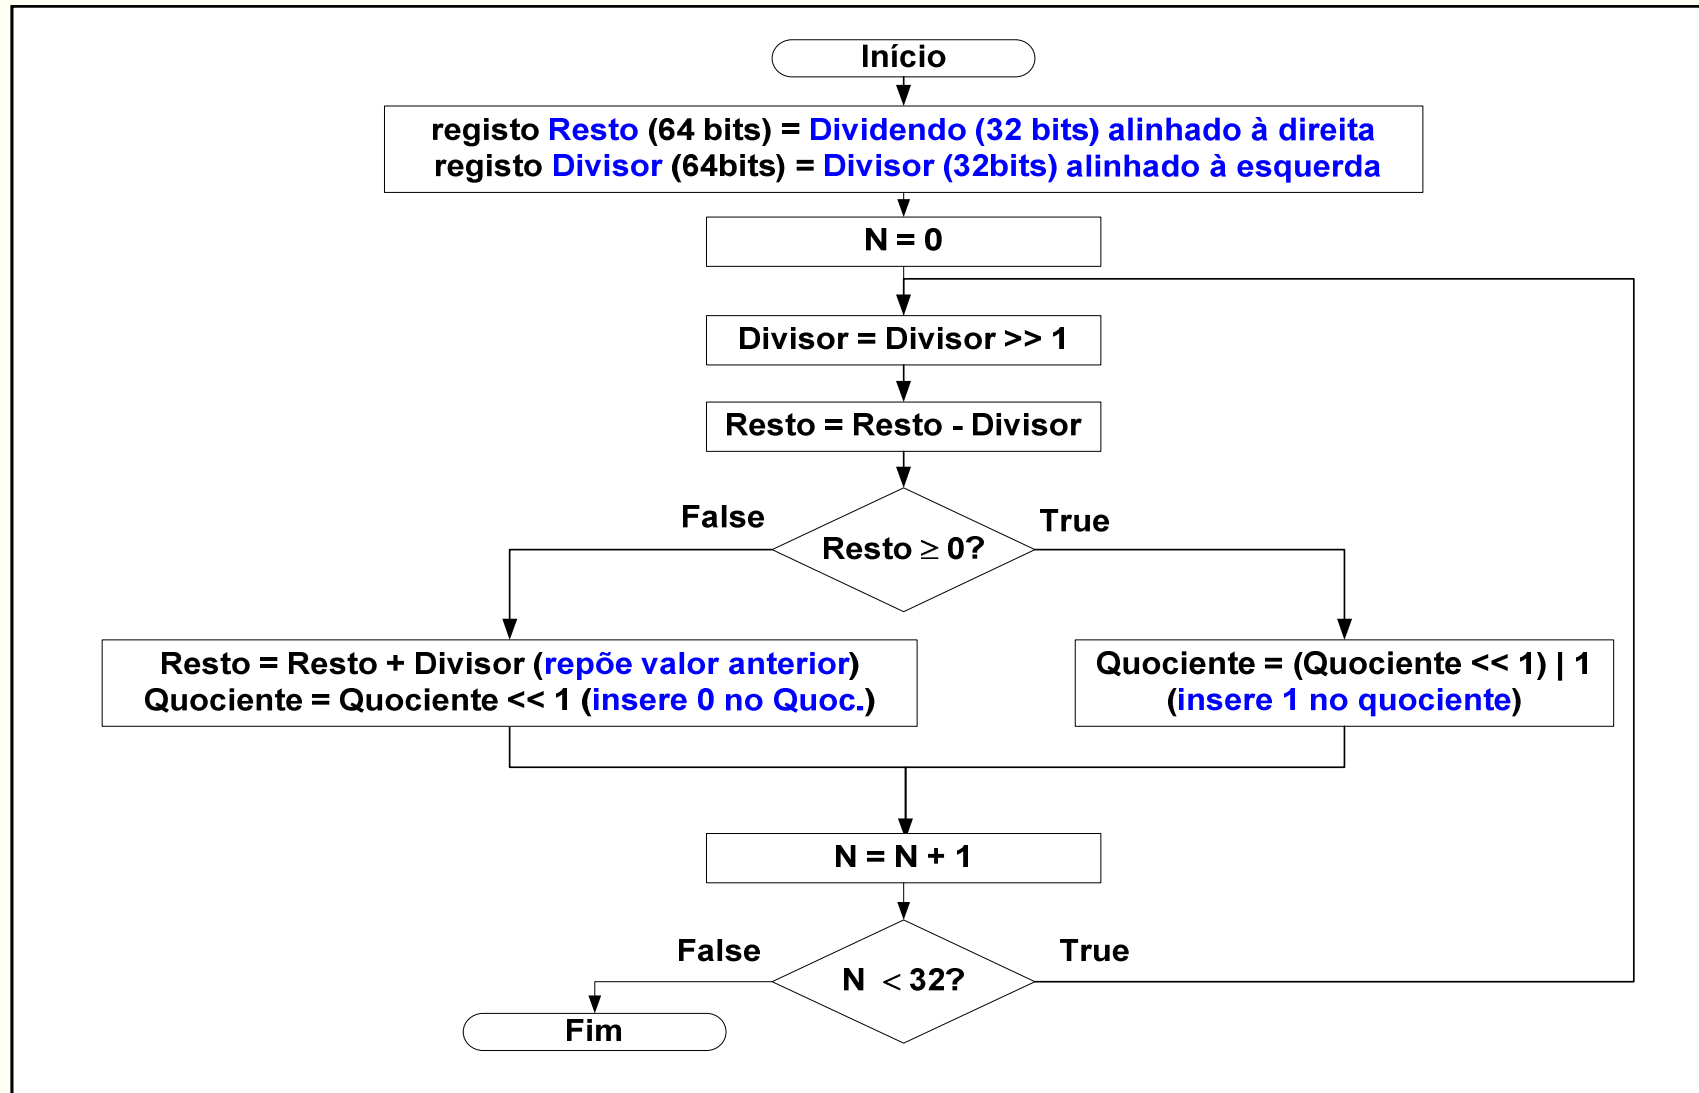 Início
registo Resto (64 bits) = Dividendo (32 bits) alinhado à direita
registo Divisor (64bits) = Divisor (32bits) alinhado à esquerda
N = 0
Divisor = Divisor >> 1
Resto = Resto - Divisor
False
True
Resto ≥ 0?
Resto = Resto + Divisor (repõe valor anterior)
Quociente = Quociente << 1 (insere 0 no Quoc.)
Quociente = (Quociente << 1) | 1
(insere 1 no quociente)
N = N + 1
False
True
N < 32?
Fim